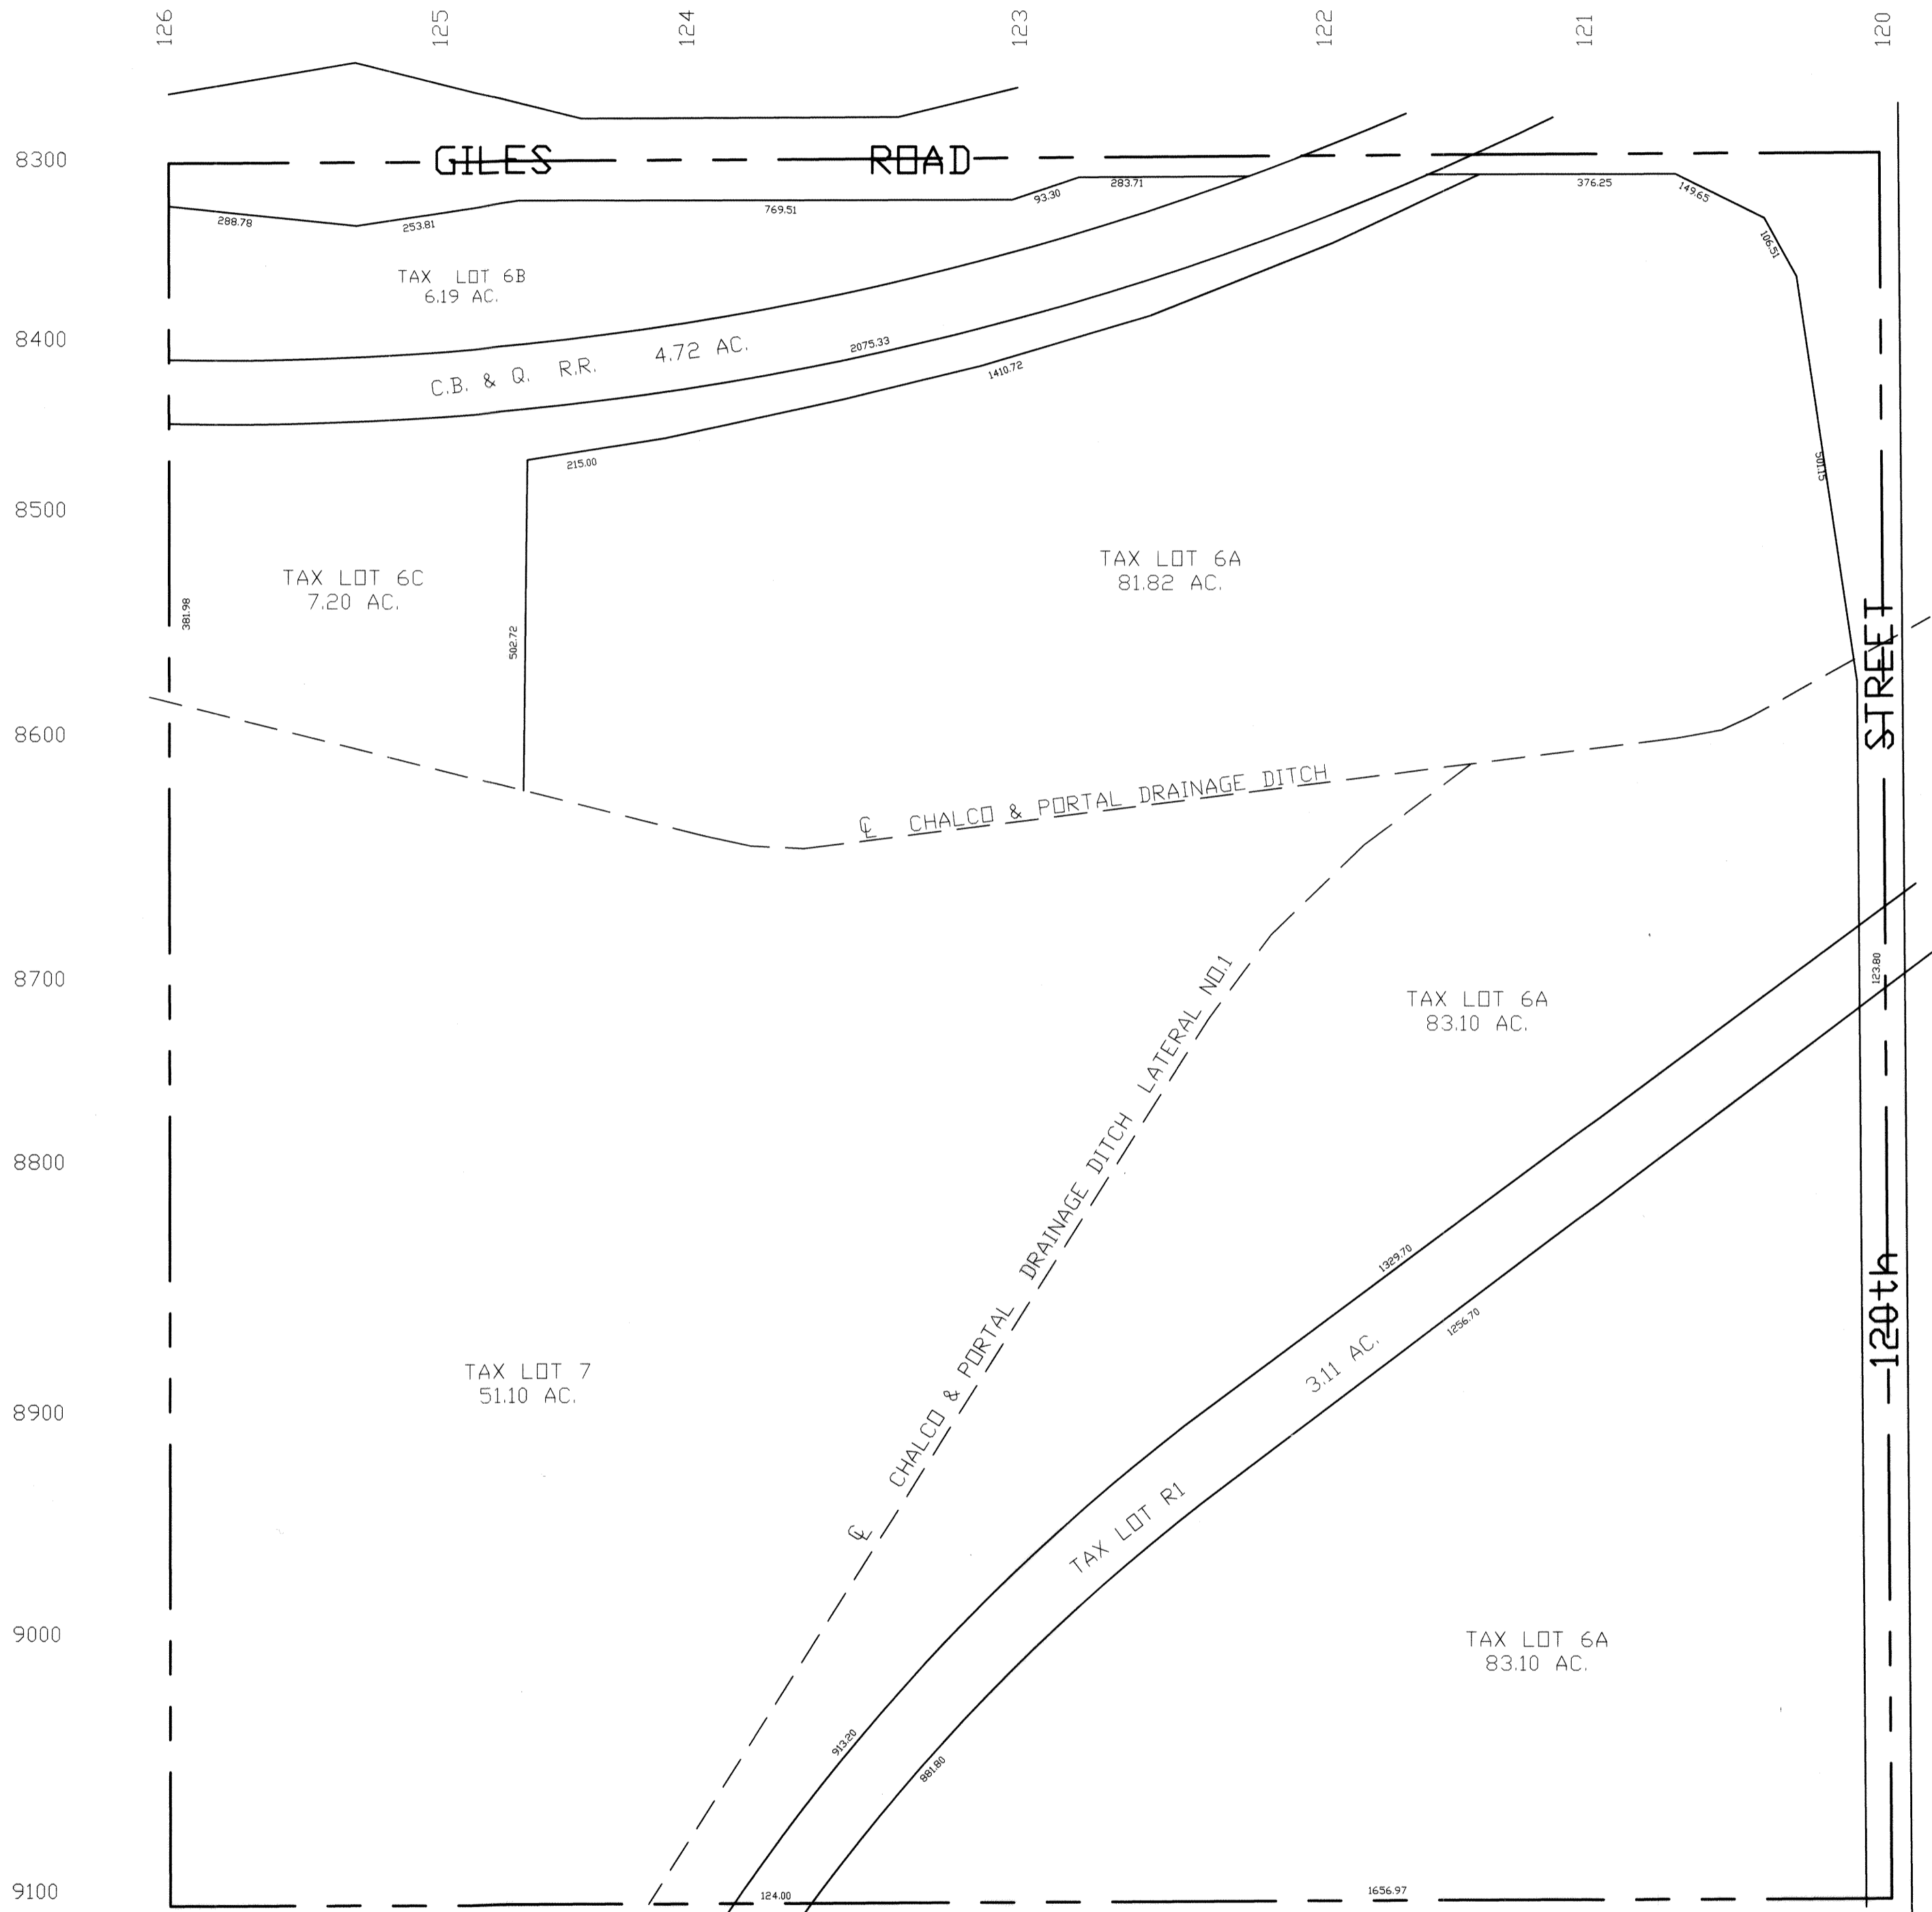 126 125 124 123 122 121 120
8300
GILES ROAD
283.71
376.25
149.65
93.30
769.51
288.78
253.81
106.51
TAX LOT 6B
6.19 AC.
8400
C.B. & Q. R.R. 4.72 AC.
2075.33
1410.72
215.00
501.15
8500
TAX LOT 6A
81.82 AC.
TAX LOT 6C
7.20 AC.
381.98
502.72
STREET
8600
℄ CHALCO & PORTAL DRAINAGE DITCH
8700
123.80
TAX LOT 6A
83.10 AC.
℄ CHALCO & PORTAL DRAINAGE DITCH LATERAL NO.1
8800
1329.70
1256.70
120th
3.11 AC.
TAX LOT 7
51.10 AC.
8900
TAX LOT R1
9000
TAX LOT 6A
83.10 AC.
913.20
881.80
9100
124.00
1656.97